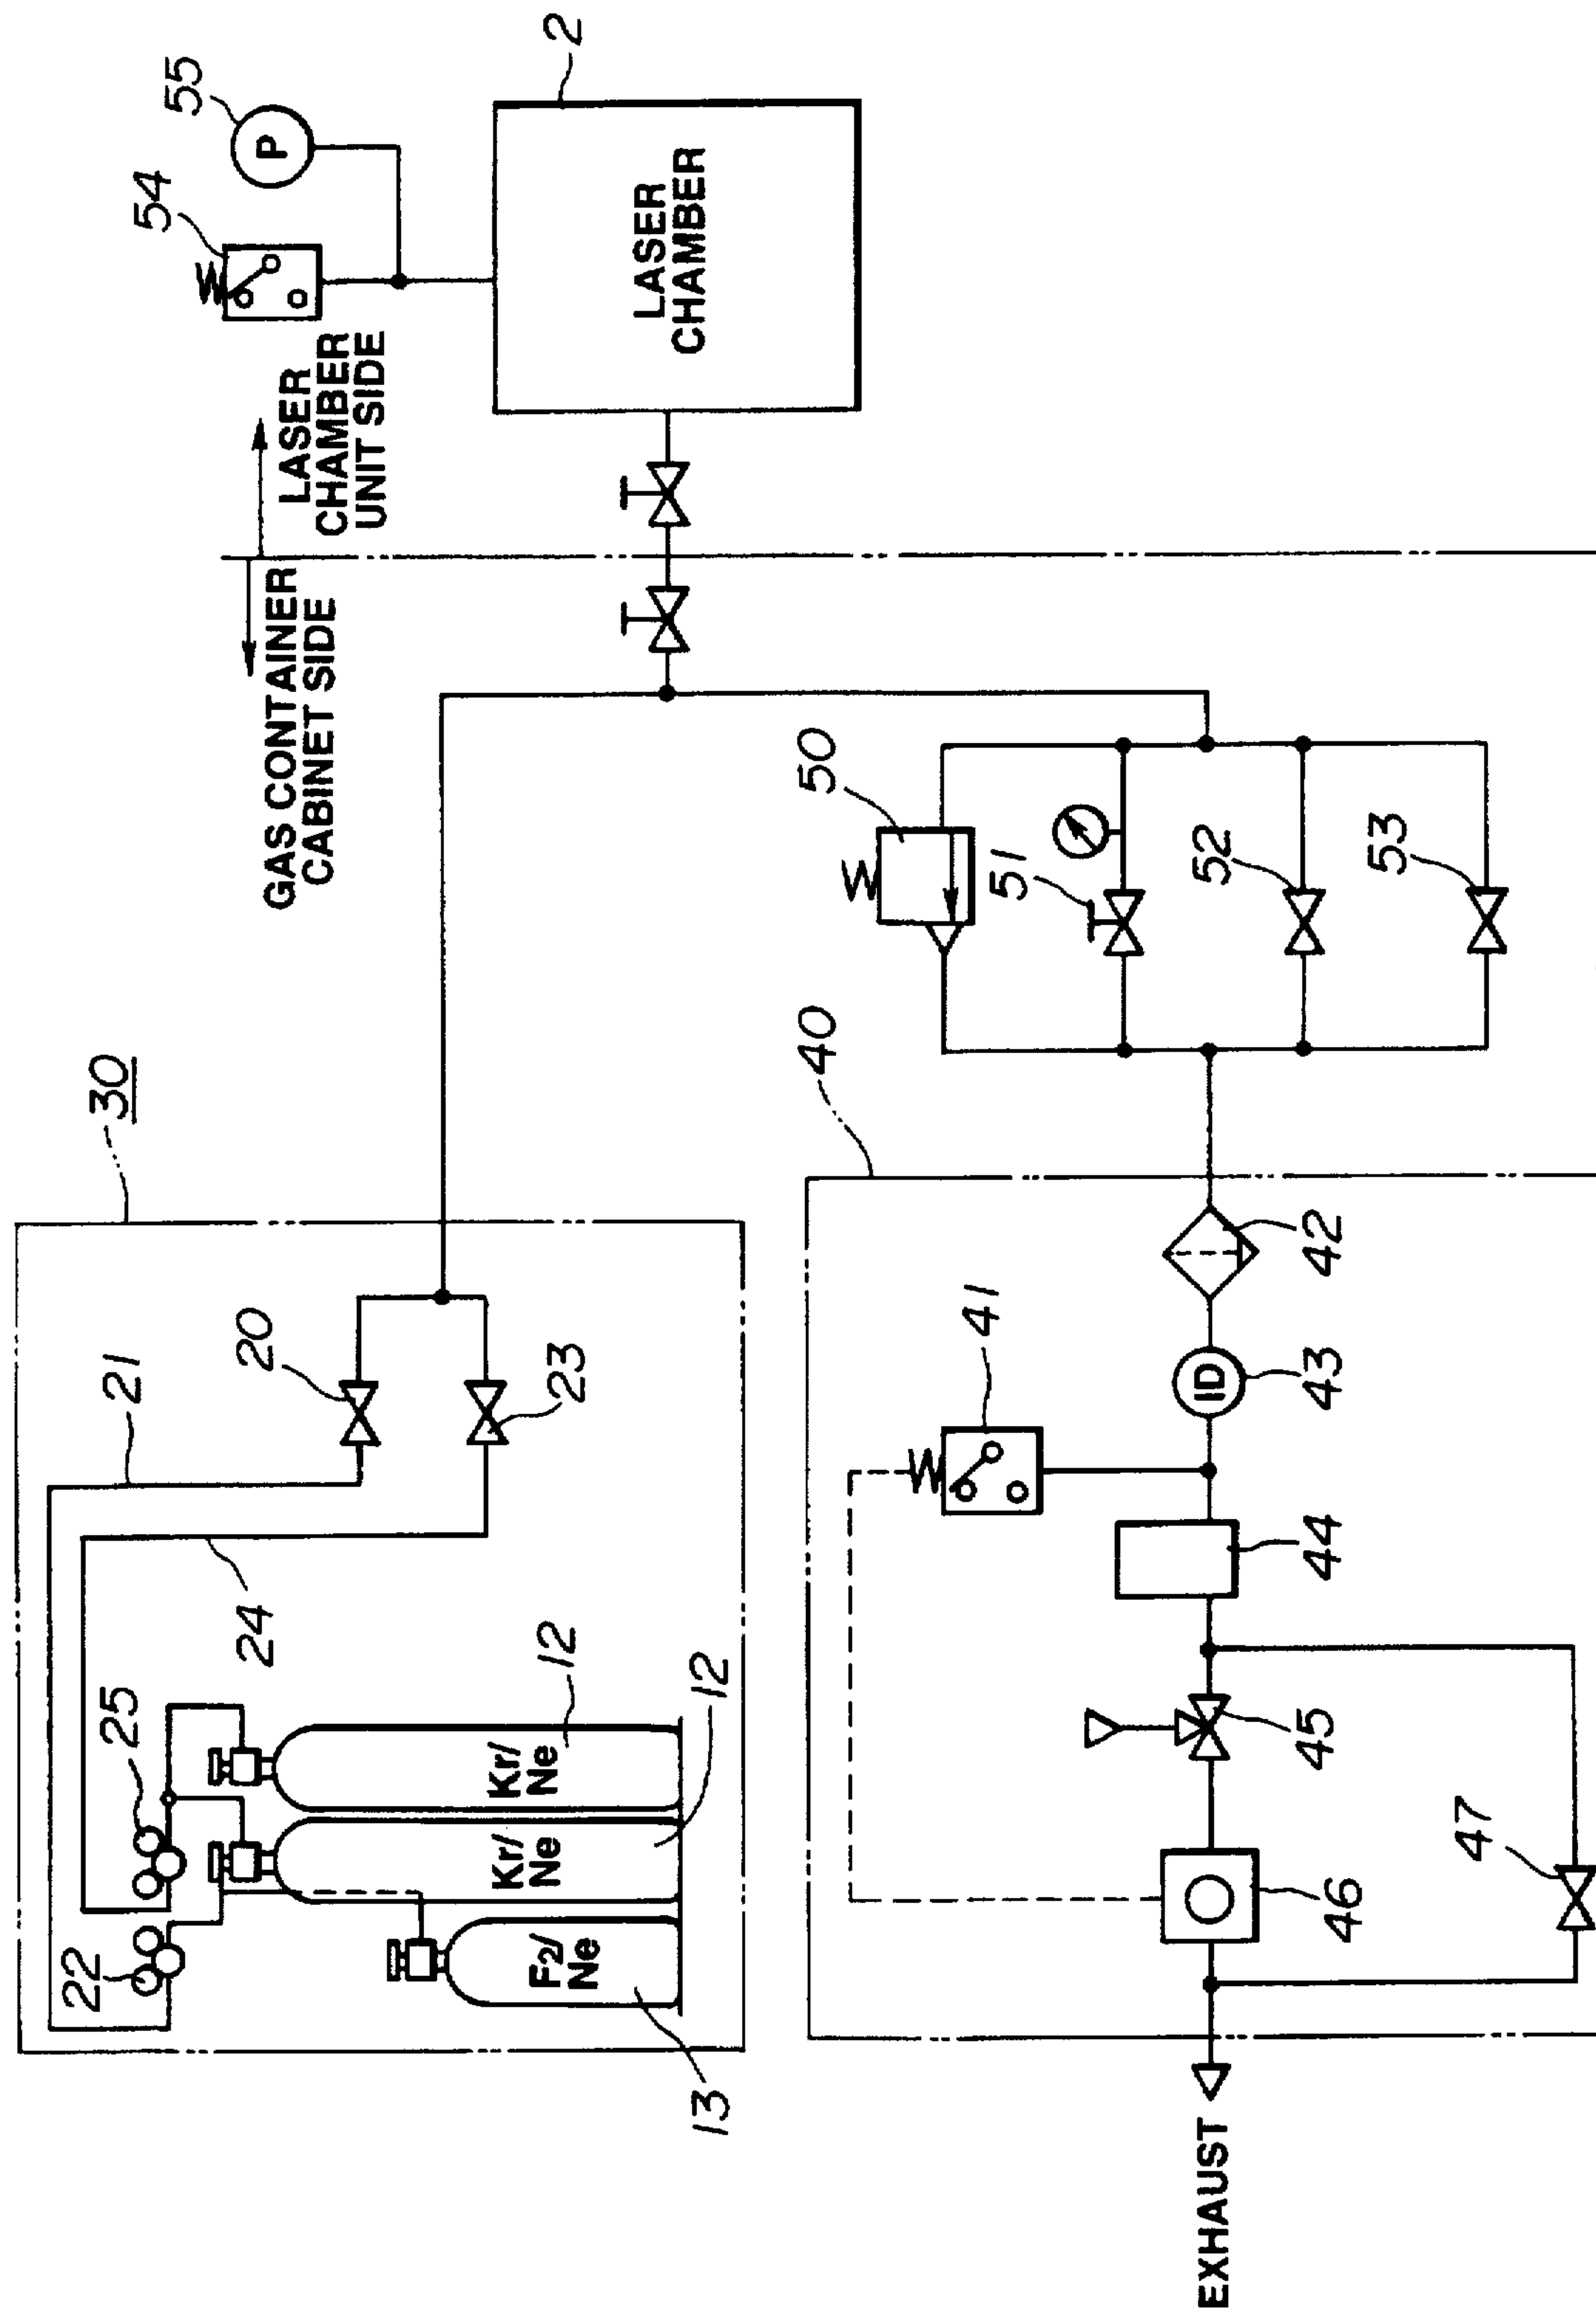 30
21
20
23
24
25
22
12
12
13
Kr/
Ne
Kr/
Ne
F2/
Ne
GAS CONTAINER
CABINET SIDE
LASER
CHAMBER
UNIT SIDE
54
55
P
2
LASER
CHAMBER
50
51
52
53
40
41
42
43
ID
44
45
46
47
EXHAUST